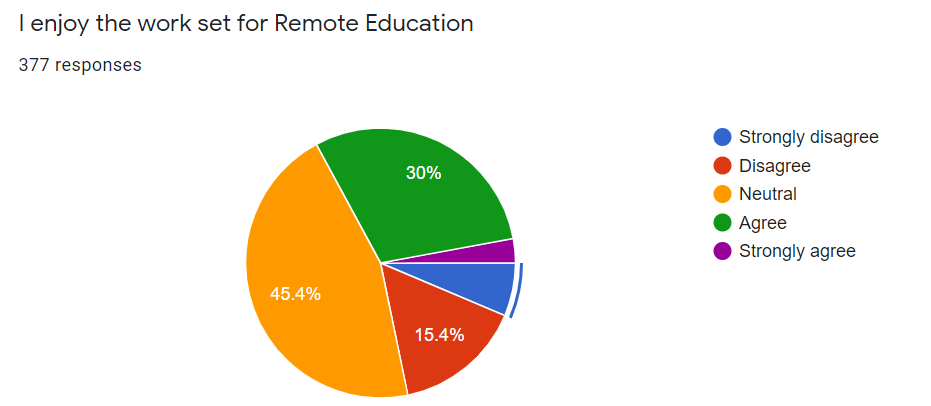 I enjoy the work set for Remote Education
377 responses
30%
45.4%
15.4%
Strongly disagree
Disagree
Neutral
Agree
Strongly agree